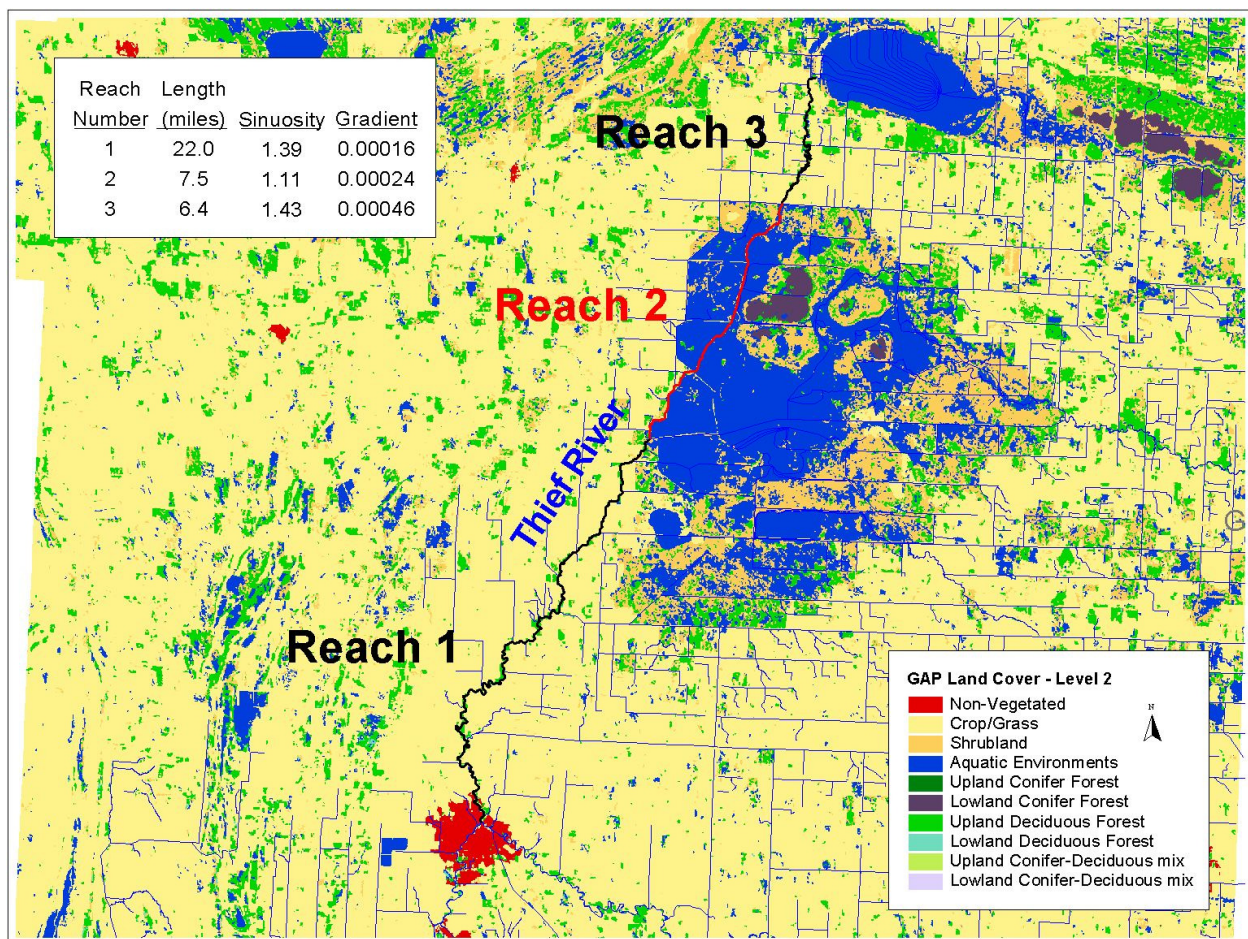 Reach Length
Number (miles) Sinuosity Gradient
1 22.0 1.39 0.00016
2 7.5 1.11 0.00024
3 6.4 1.43 0.00046
Reach 3
Reach 2
Thief River
G
Reach 1
GAP Land Cover - Level 2
N
Non-Vegetated
Crop/Grass
Shrubland
Aquatic Environments
Upland Conifer Forest
Lowland Conifer Forest
Upland Deciduous Forest
Lowland Deciduous Forest
Upland Conifer-Deciduous mix
Lowland Conifer-Deciduous mix